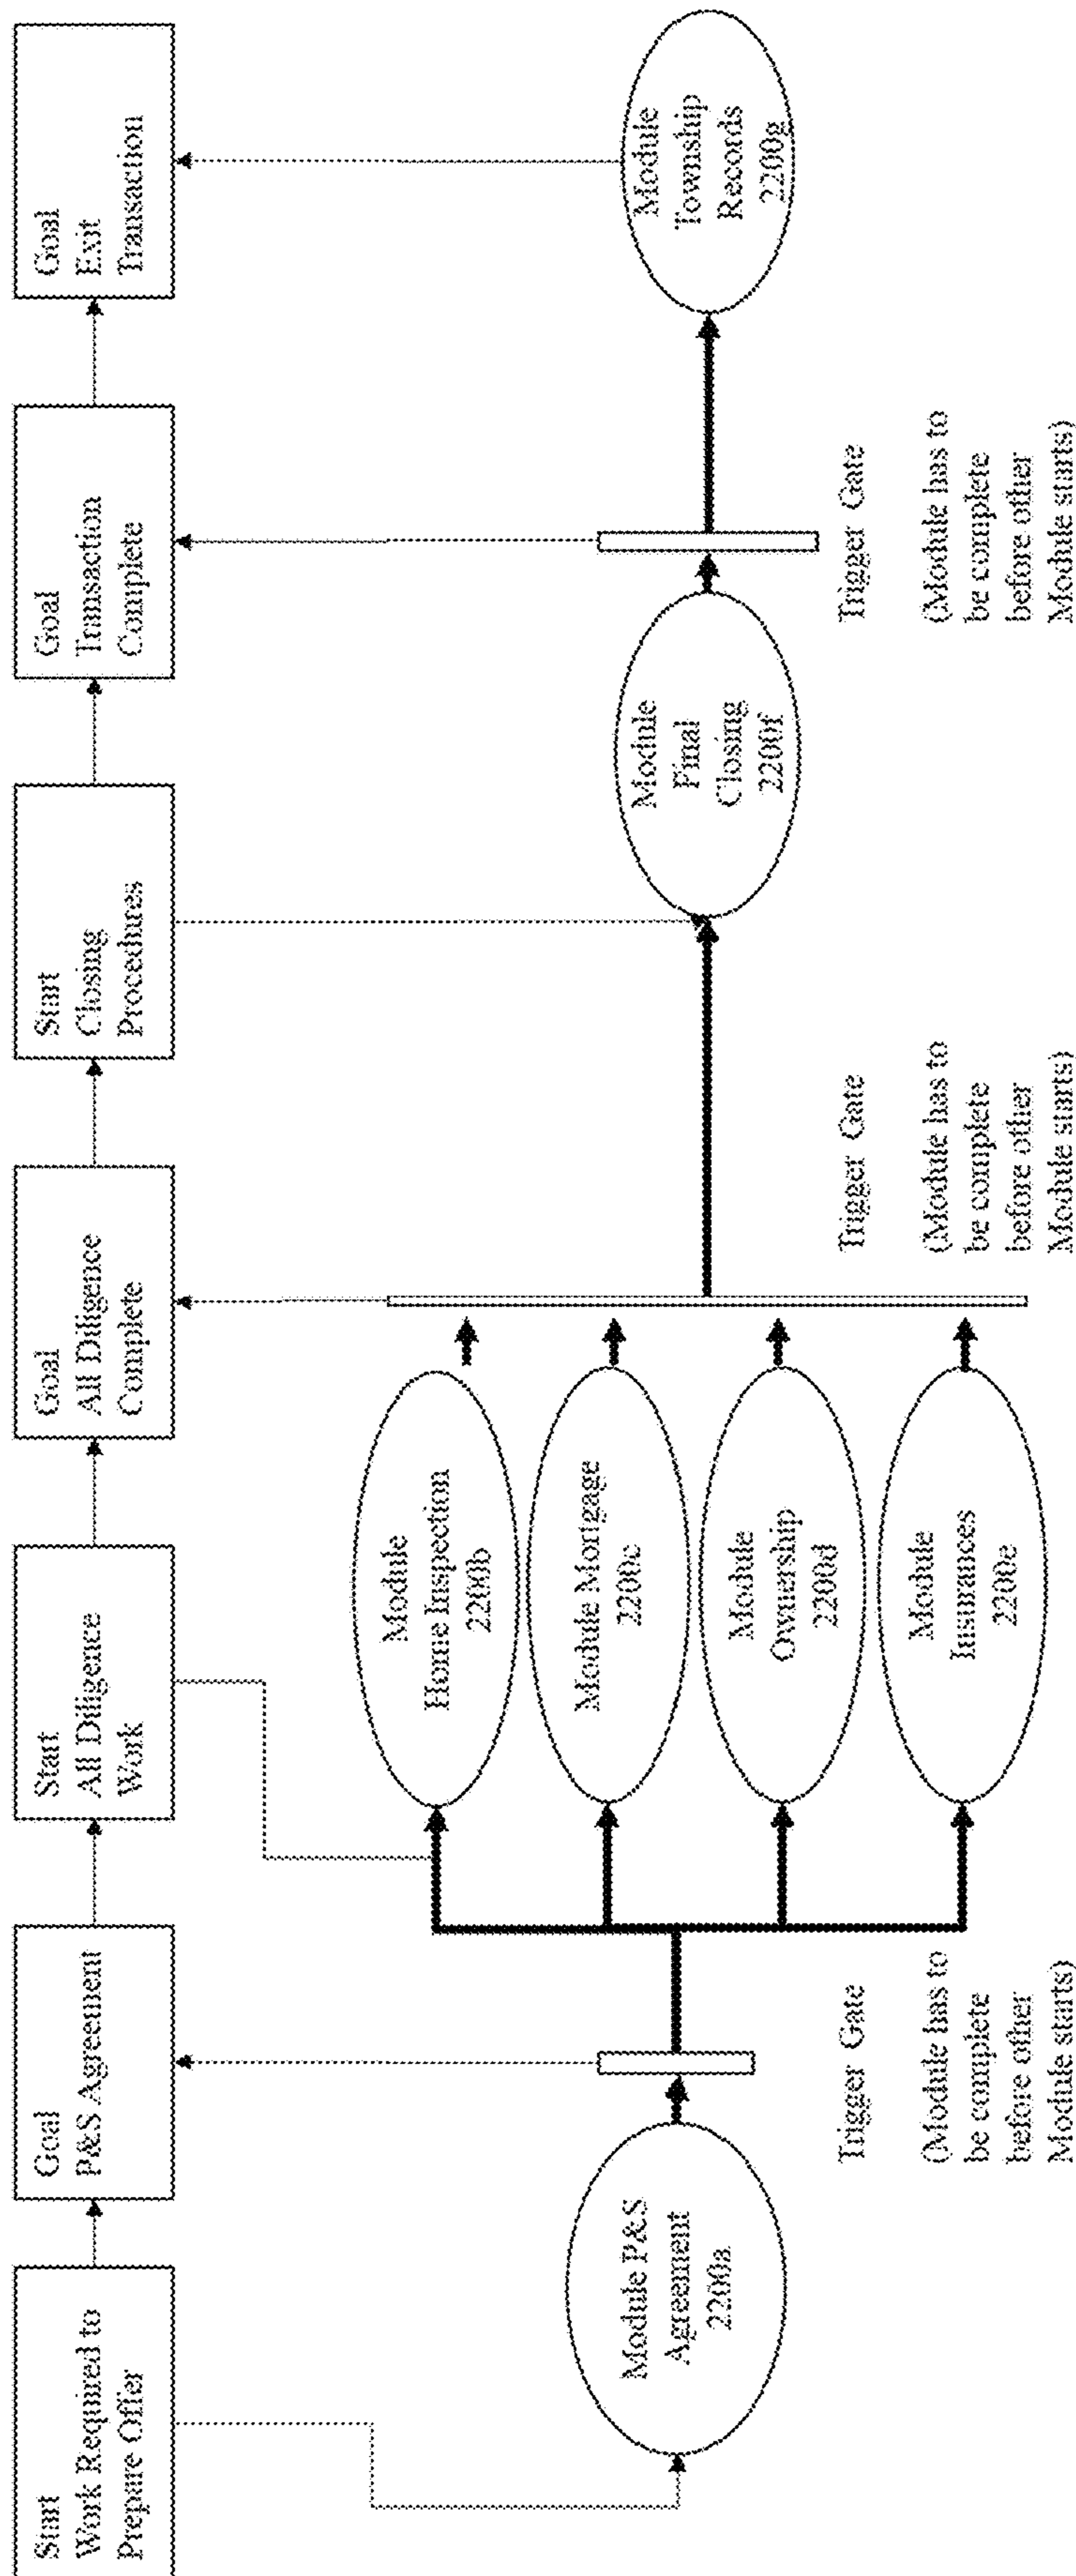 Start
Work Required to
Prepare Offer
Goal
P&S Agreement
Start
All Diligence
Work
Goal
All Diligence
Complete
Start
Closing
Procedures
Goal
Transaction
Complete
Goal
Exit
Transaction
Module P&S
Agreement
2200a
Module
Home Inspection
2200b
Module Mortgage
2200c
Module
Ownership
2200d
Module
Insurances
2200e
Module
Final
Closing
2200f
Module
Township
Records
2200g
Trigger Gate
(Module has to
be complete
before other
Module starts)
Trigger Gate
(Module has to
be complete
before other
Module starts)
Trigger Gate
(Module has to
be complete
before other
Module starts)